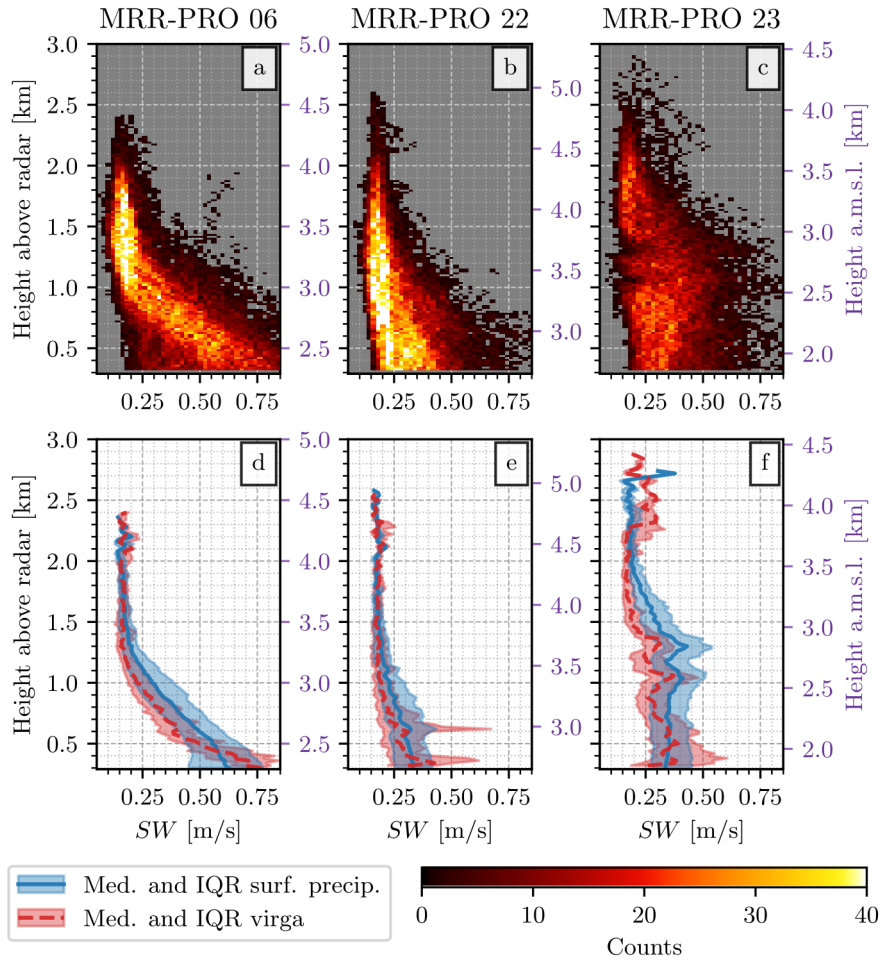 MRR-PRO 06 MRR-PRO 22 MRR-PRO 23
a b c
Height above radar [km]
3.0 2.5 2.0 1.5 1.0 0.5
5.0 4.5 4.0 3.5 3.0 2.5
5.0 4.5 4.0 3.5 3.0
4.5 4.0 3.5 3.0 2.5 2.0
Height a.m.s.l. [km]
0.25 0.50 0.75 0.25 0.50 0.75 0.25 0.50 0.75
d e f
Height above radar [km]
3.0 2.5 2.0 1.5 1.0 0.5
5.0 4.5 4.0 3.5 3.0 2.5
5.0 4.5 4.0 3.5 3.0
4.5 4.0 3.5 3.0 2.5 2.0
Height a.m.s.l. [km]
0.25 0.50 0.75 0.25 0.50 0.75 0.25 0.50 0.75
SW [m/s] SW [m/s] SW [m/s]
Med. and IQR surf. precip.
Med. and IQR virga
0 10 20 30 40
Counts